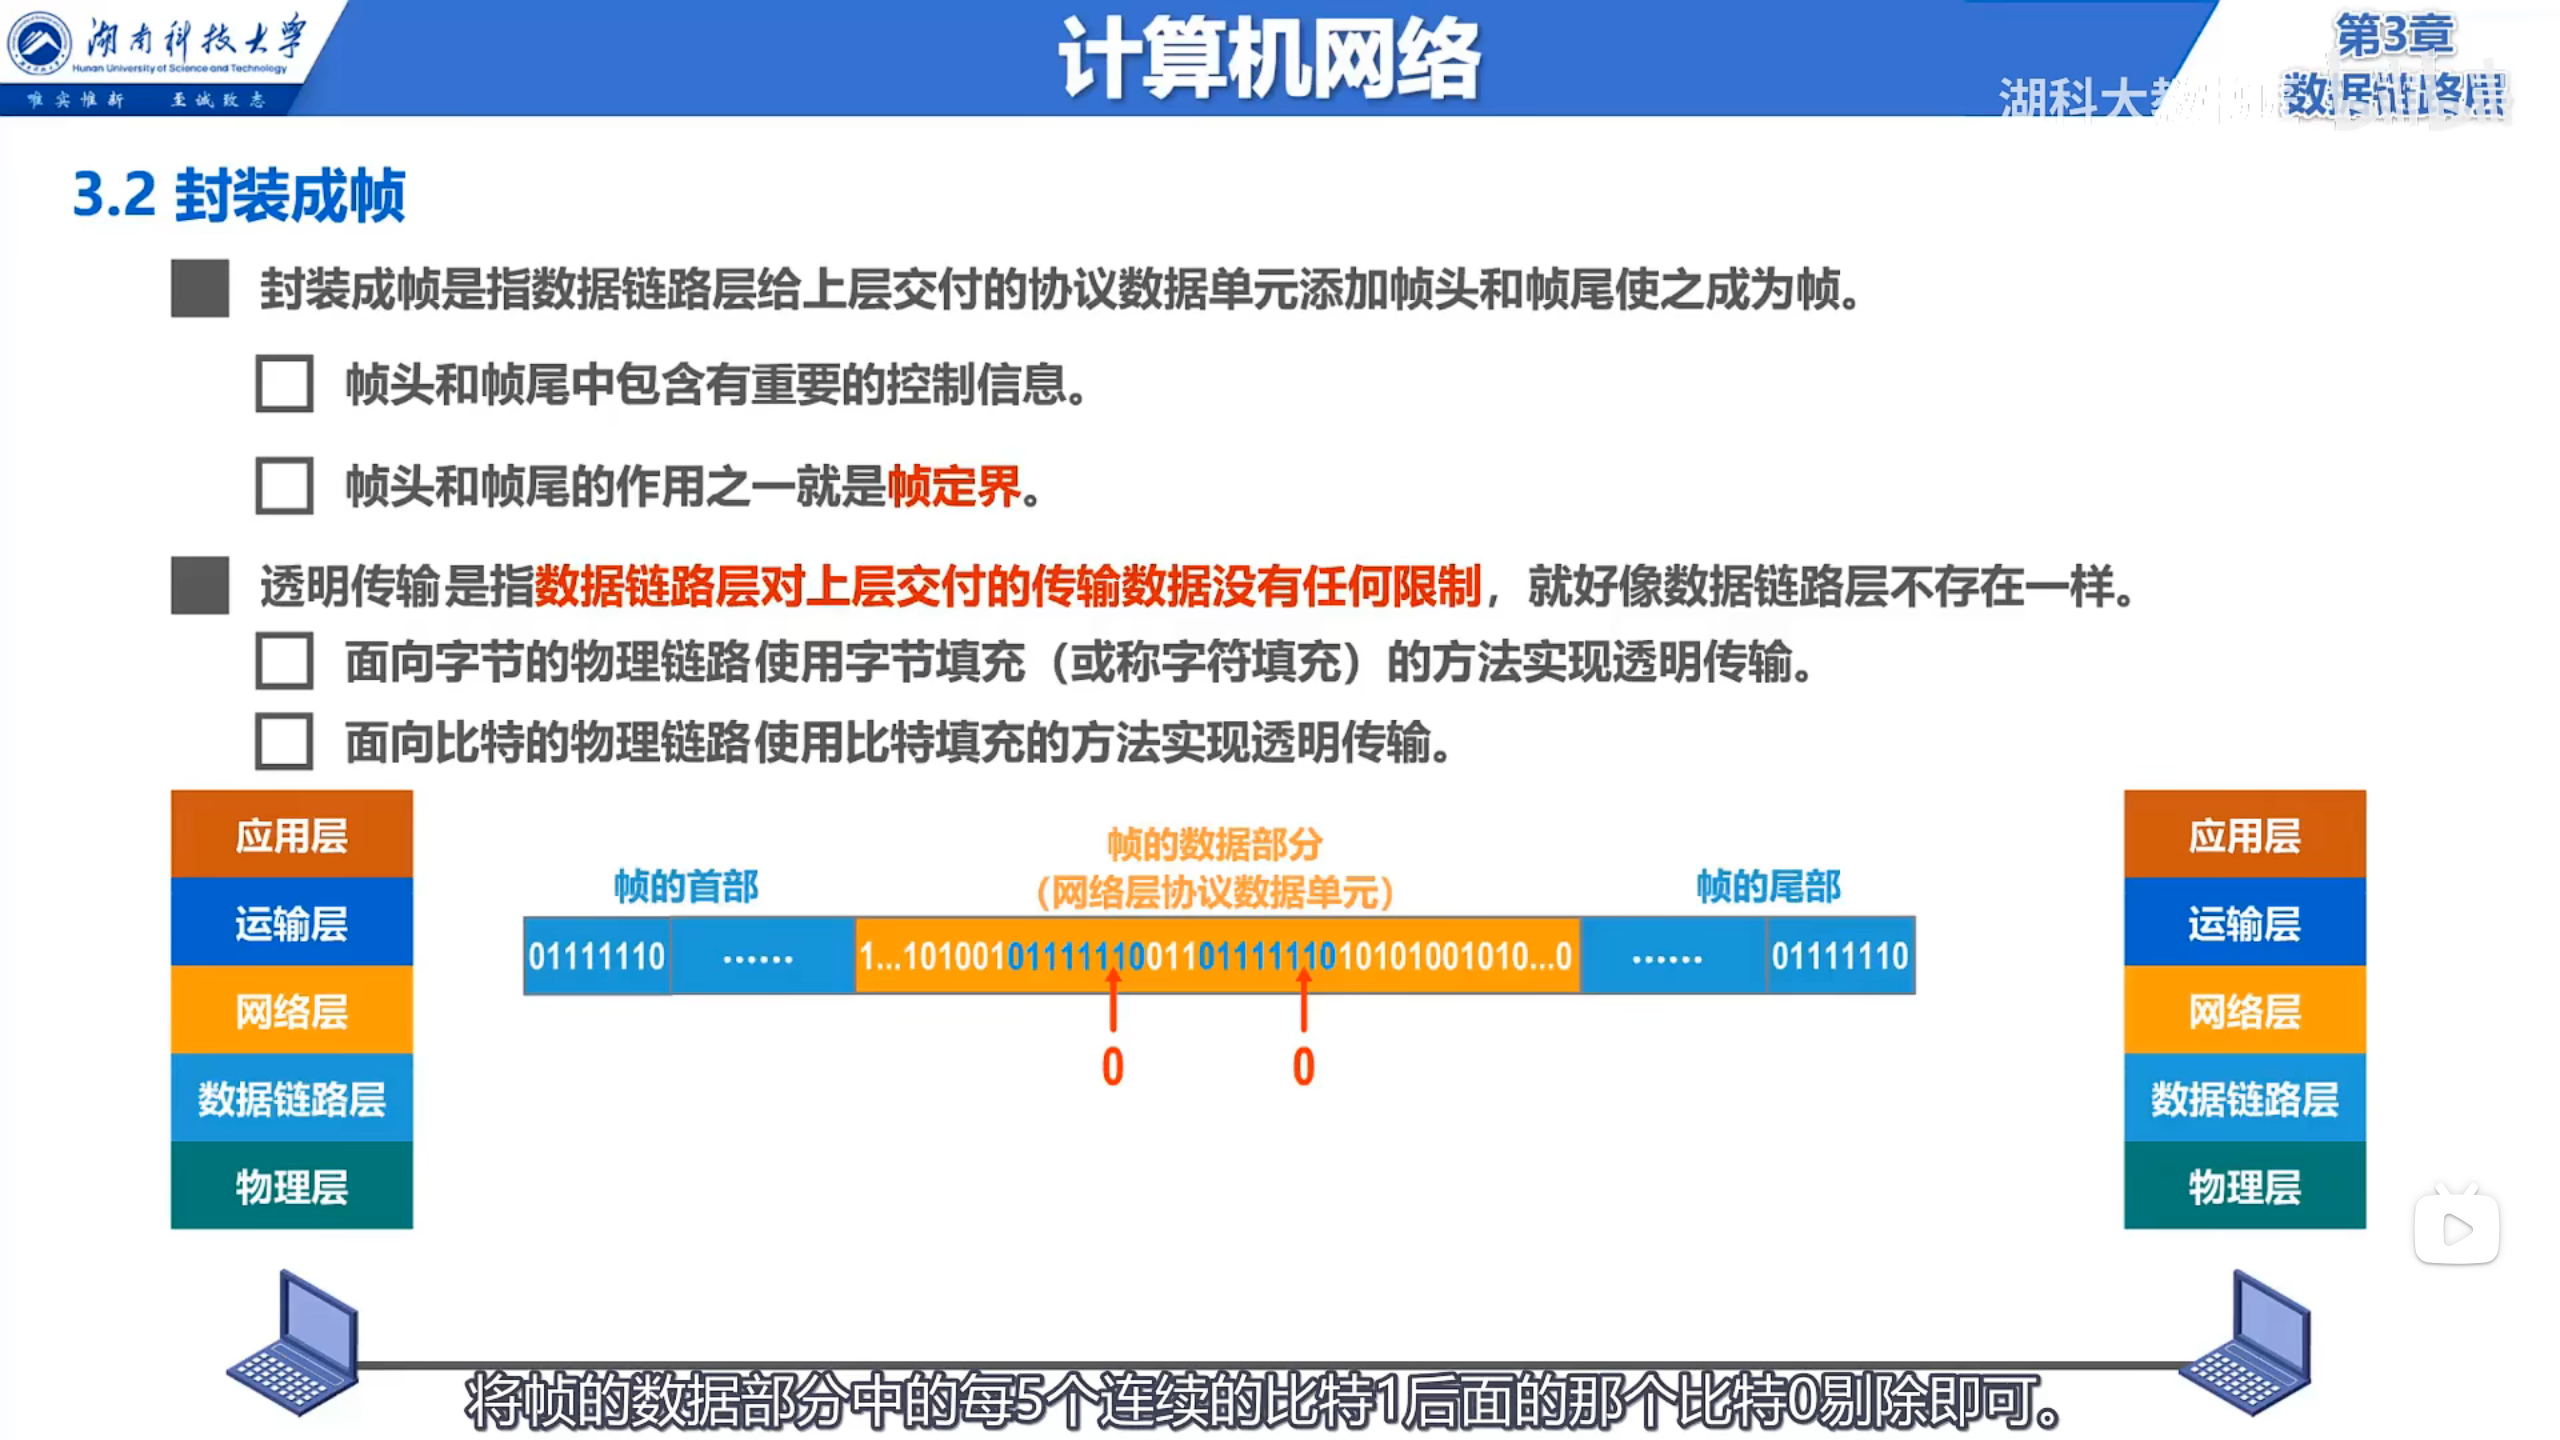 湖南科技大学
Hunan University of Science and Technology
唯实惟新 至诚致志
计算机网络
第3章
数据链路层
湖科大教书匠
3.2 封装成帧
封装成帧是指数据链路层给上层交付的协议数据单元添加帧头和帧尾使之成为帧。
帧头和帧尾中包含有重要的控制信息。
帧头和帧尾的作用之一就是帧定界。
透明传输是指数据链路层对上层交付的传输数据没有任何限制，就好像数据链路层不存在一样。
面向字节的物理链路使用字节填充（或称字符填充）的方法实现透明传输。
面向比特的物理链路使用比特填充的方法实现透明传输。
应用层
运输层
网络层
数据链路层
物理层
帧的首部
帧的数据部分
（网络层协议数据单元）
帧的尾部
01111110 …… 1...1010010111111100110111111101010100​1010...0 …… 01111110
0 0
应用层
运输层
网络层
数据链路层
物理层
将帧的数据部分中的每5个连续的比特1后面的那个比特0剔除即可。